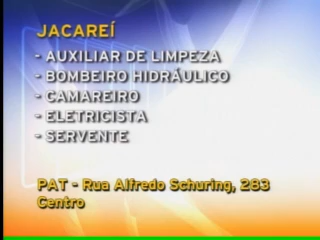 JACAREÍ
- AUXILIAR DE LIMPEZA
- BOMBEIRO HIDRÁULICO
- CAMAREIRO
- ELETRICISTA
- SERVENTE
PAT - Rua Alfredo Schuring, 283
Centro